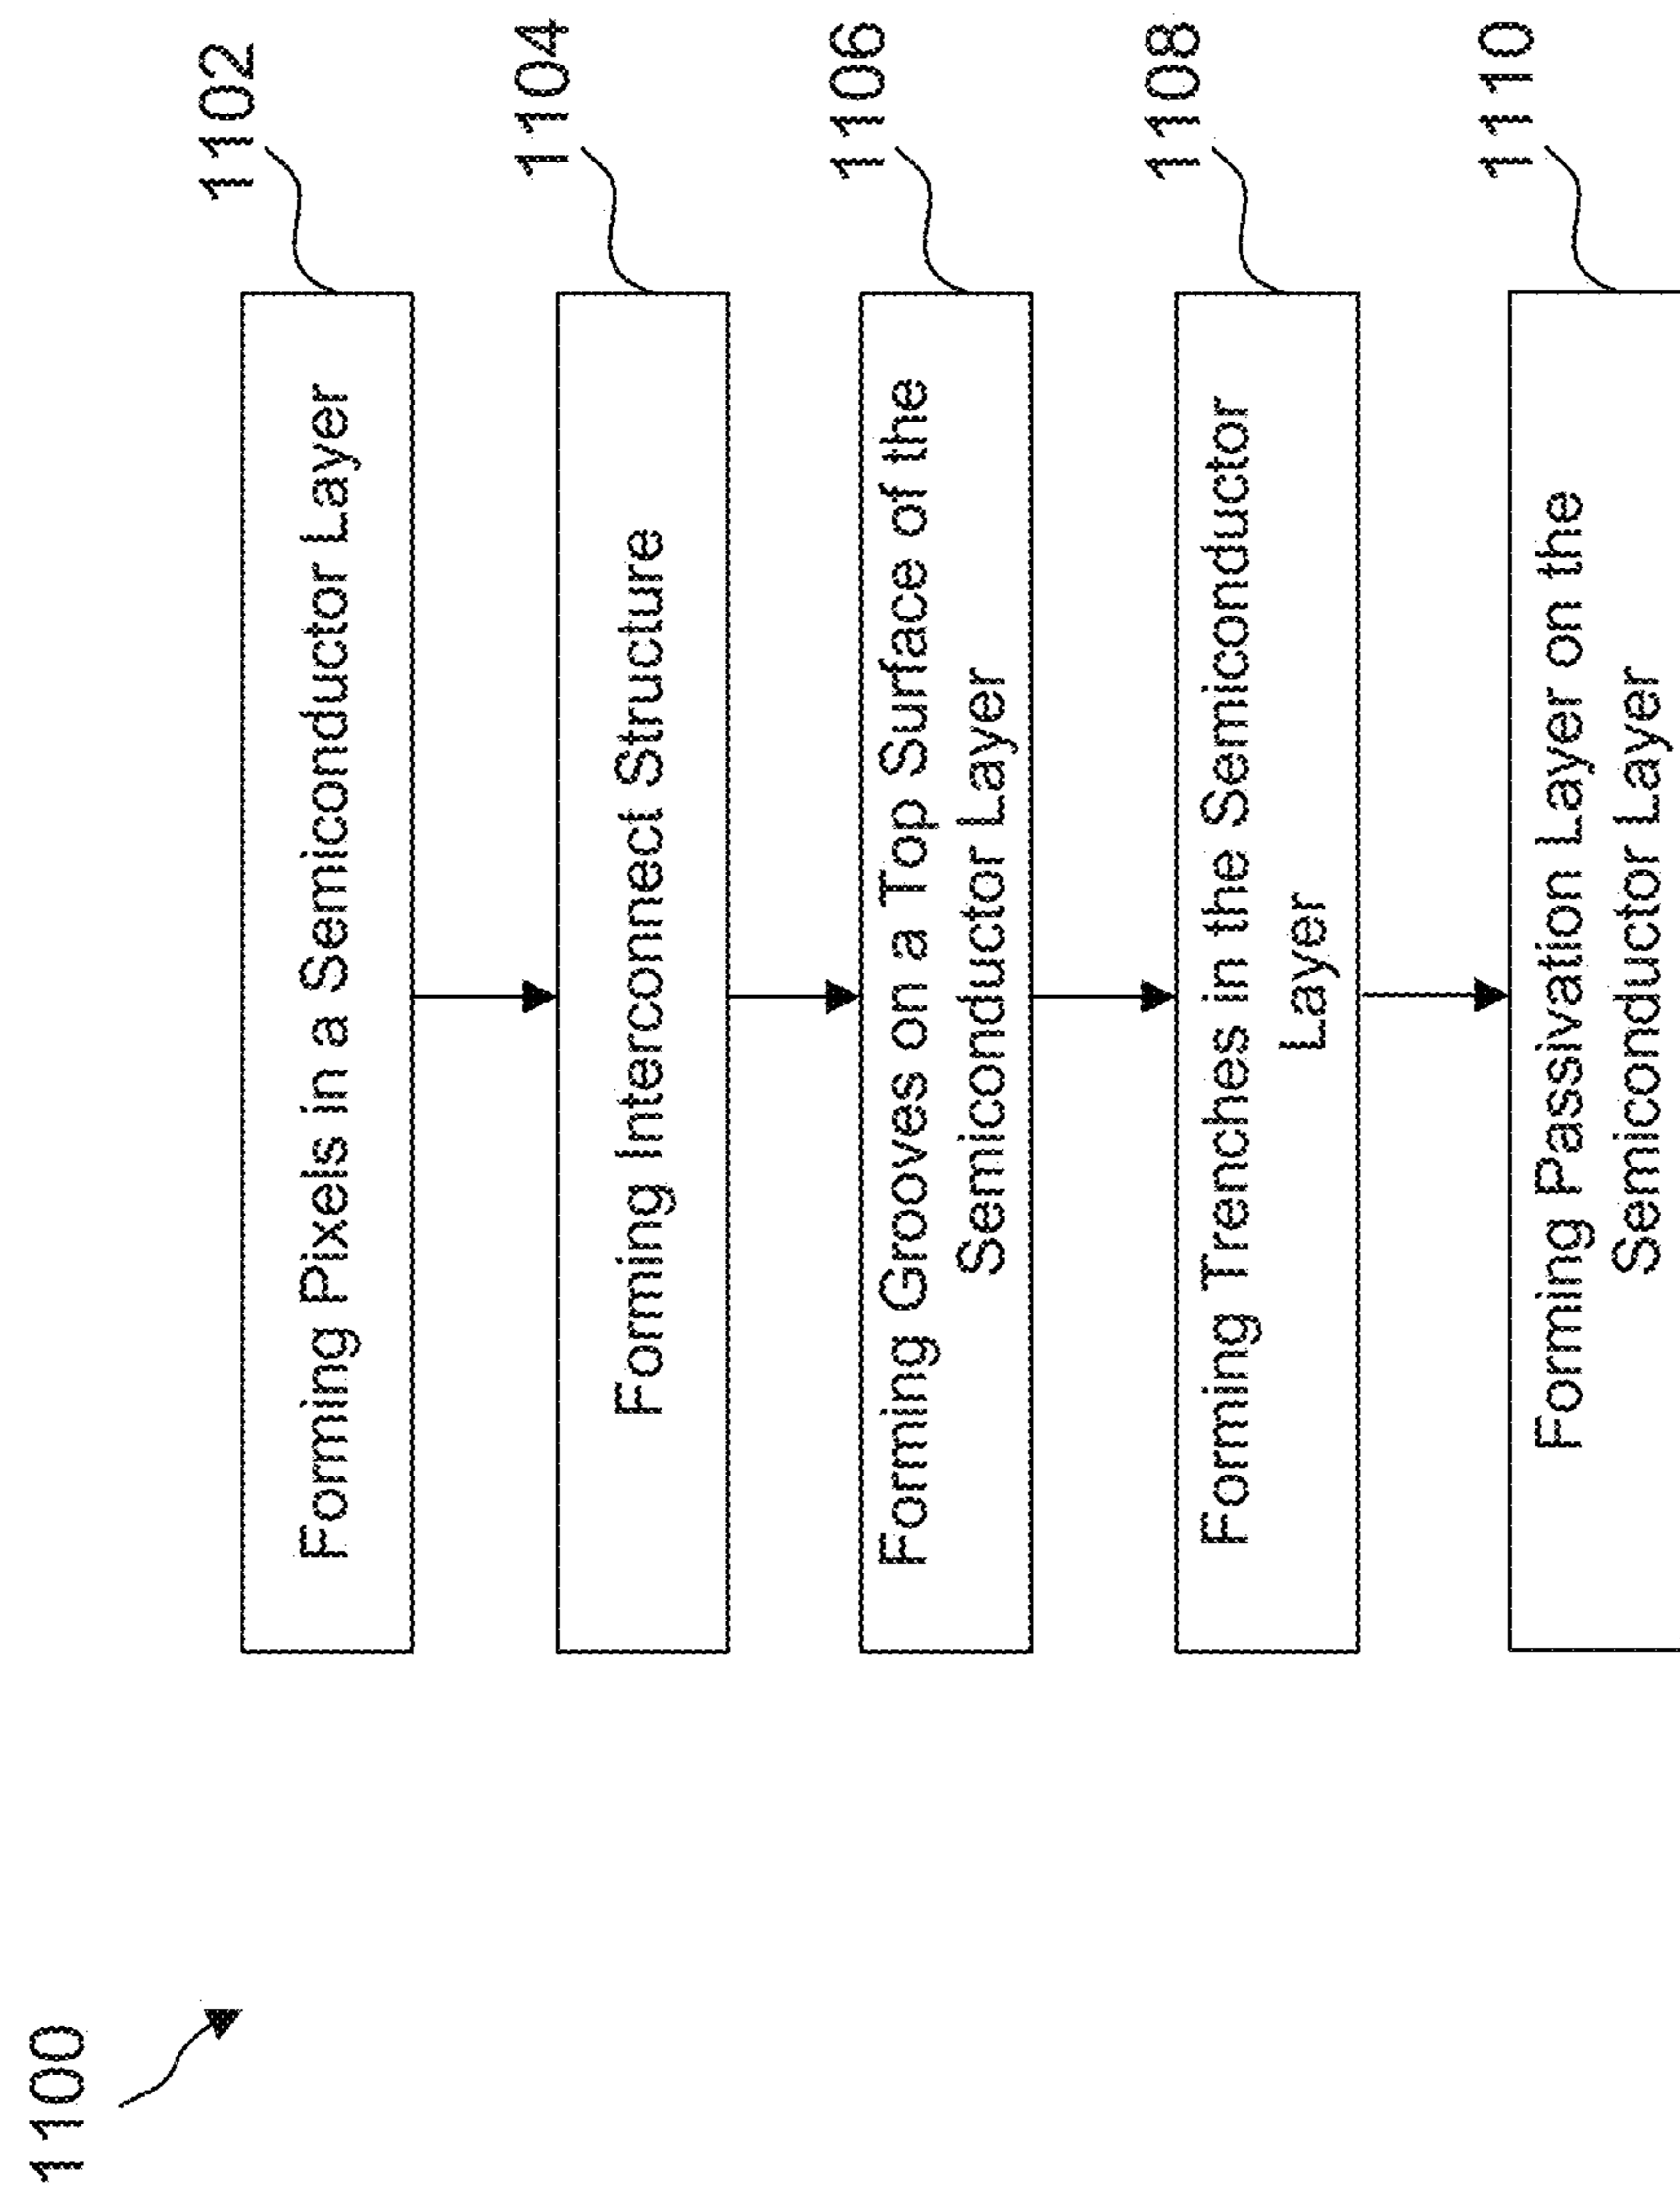 1100
Forming Pixels in a Semiconductor Layer
1102
Forming Interconnect Structure
1104
Forming Grooves on a Top Surface of the
Semiconductor Layer
1106
Forming Trenches in the Semiconductor
Layer
1108
Forming Passivation Layer on the
Semiconductor Layer
1110